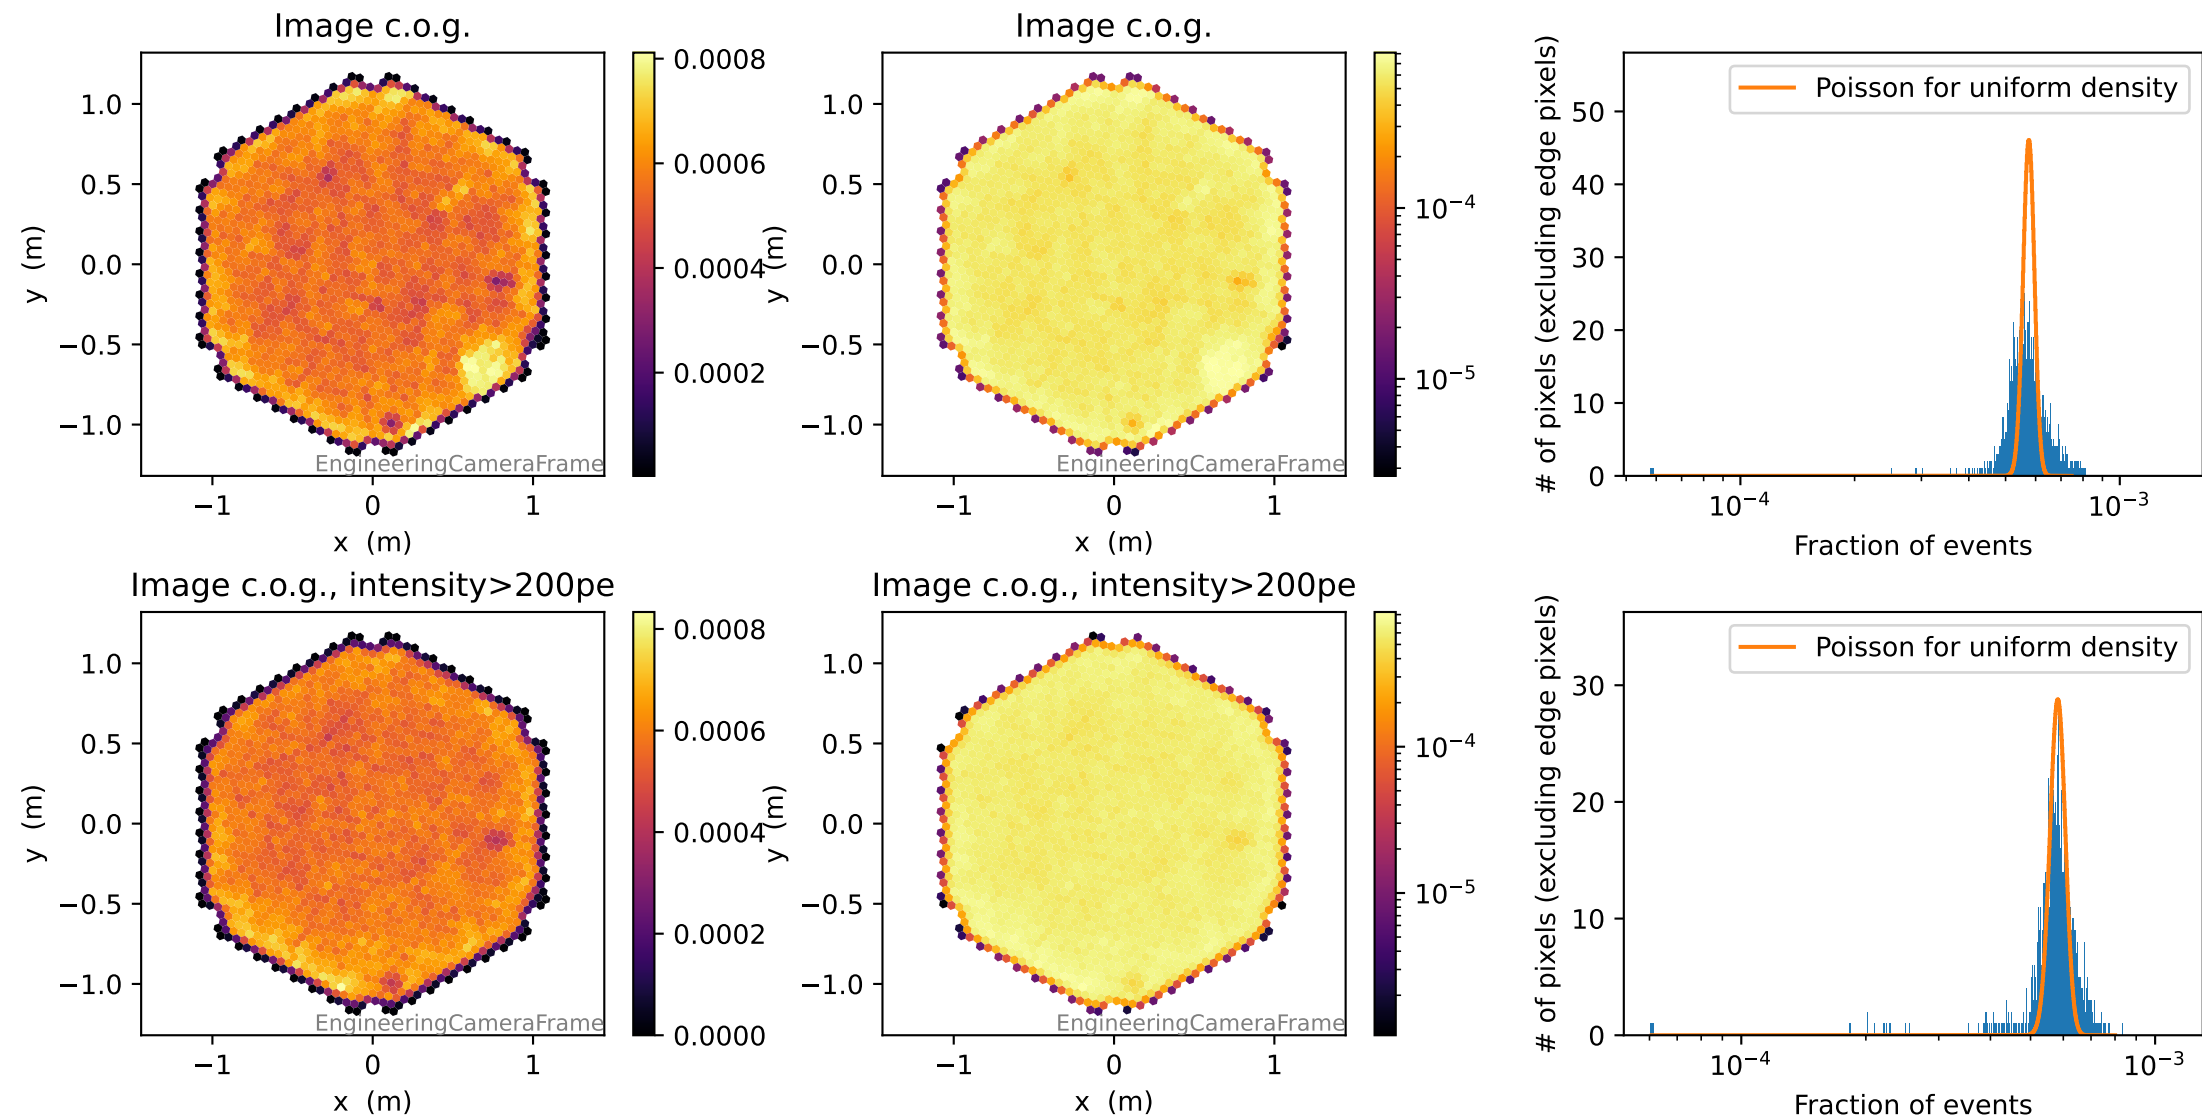 Image c.o.g.
y (m)
1.0
0.5
0.0
−0.5
−1.0
−1
0
1
x (m)
EngineeringCameraFrame
0.0008
0.0006
0.0004
0.0002
Image c.o.g.
y (m)
1.0
0.5
0.0
−0.5
−1.0
−1
0
1
x (m)
EngineeringCameraFrame
10⁻⁴
10⁻⁵
# of pixels (excluding edge pixels)
50
40
30
20
10
0
Poisson for uniform density
10⁻⁴
10⁻³
Fraction of events
Image c.o.g., intensity>200pe
y (m)
1.0
0.5
0.0
−0.5
−1.0
−1
0
1
x (m)
EngineeringCameraFrame
0.0008
0.0006
0.0004
0.0002
0.0000
Image c.o.g., intensity>200pe
y (m)
1.0
0.5
0.0
−0.5
−1.0
−1
0
1
x (m)
EngineeringCameraFrame
10⁻⁴
10⁻⁵
# of pixels (excluding edge pixels)
30
20
10
0
Poisson for uniform density
10⁻⁴
10⁻³
Fraction of events